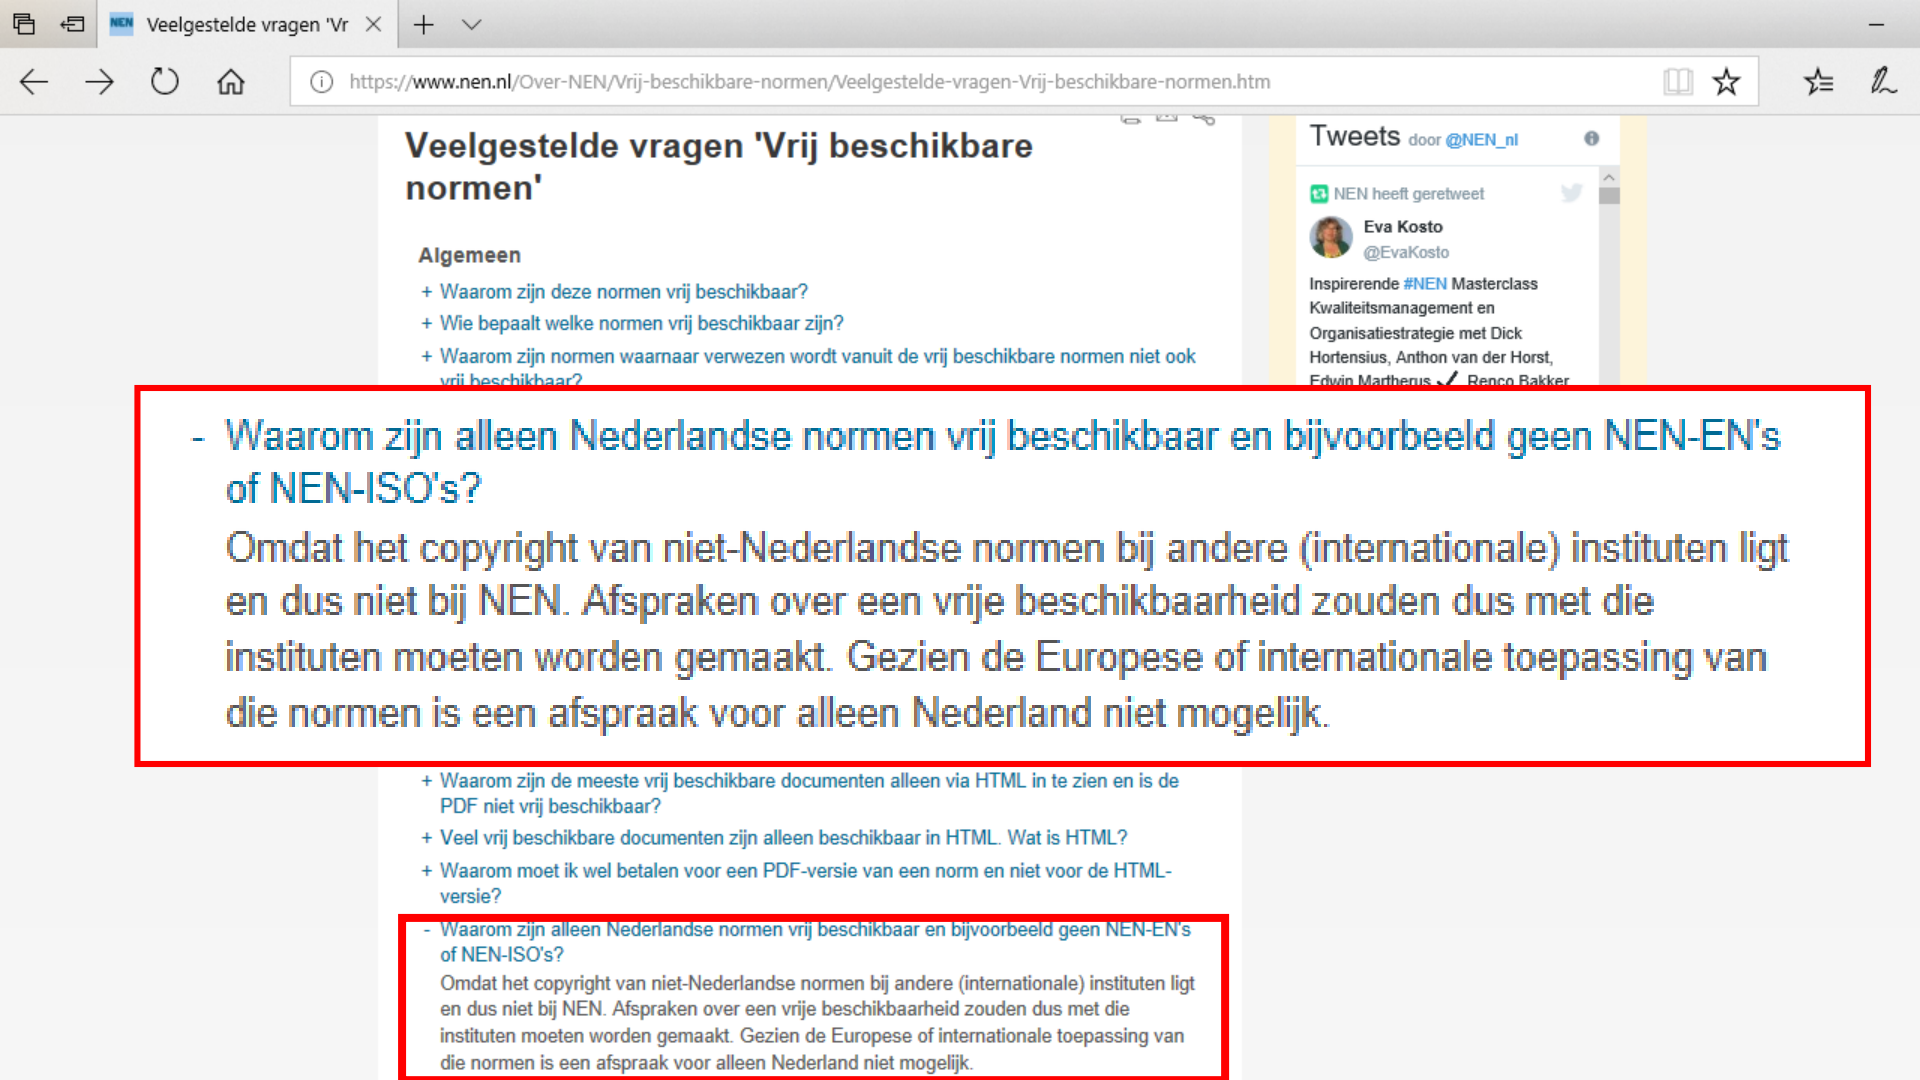 NEN Veelgestelde vragen 'Vr
https://www.nen.nl/Over-NEN/Vrij-beschikbare-normen/Veelgestelde-vragen-Vrij-beschikbare-normen.htm
Veelgestelde vragen 'Vrij beschikbare
normen'
Algemeen
+ Waarom zijn deze normen vrij beschikbaar?
+ Wie bepaalt welke normen vrij beschikbaar zijn?
+ Waarom zijn normen waarnaar verwezen wordt vanuit de vrij beschikbare normen niet ook
vrij beschikbaar?
Tweets door @NEN_nl
NEN heeft geretweet
Eva Kosto
@EvaKosto
Inspirerende #NEN Masterclass
Kwaliteitsmanagement en
Organisatiestrategie met Dick
Hortensius, Anthon van der Horst,
Edwin Martherus ✔ Renco Bakker
- Waarom zijn alleen Nederlandse normen vrij beschikbaar en bijvoorbeeld geen NEN-EN's
of NEN-ISO's?
Omdat het copyright van niet-Nederlandse normen bij andere (internationale) instituten ligt
en dus niet bij NEN. Afspraken over een vrije beschikbaarheid zouden dus met die
instituten moeten worden gemaakt. Gezien de Europese of internationale toepassing van
die normen is een afspraak voor alleen Nederland niet mogelijk.
+ Waarom zijn de meeste vrij beschikbare documenten alleen via HTML in te zien en is de
PDF niet vrij beschikbaar?
+ Veel vrij beschikbare documenten zijn alleen beschikbaar in HTML. Wat is HTML?
+ Waarom moet ik wel betalen voor een PDF-versie van een norm en niet voor de HTML-
versie?
- Waarom zijn alleen Nederlandse normen vrij beschikbaar en bijvoorbeeld geen NEN-EN's
of NEN-ISO's?
Omdat het copyright van niet-Nederlandse normen bij andere (internationale) instituten ligt
en dus niet bij NEN. Afspraken over een vrije beschikbaarheid zouden dus met die
instituten moeten worden gemaakt. Gezien de Europese of internationale toepassing van
die normen is een afspraak voor alleen Nederland niet mogelijk.